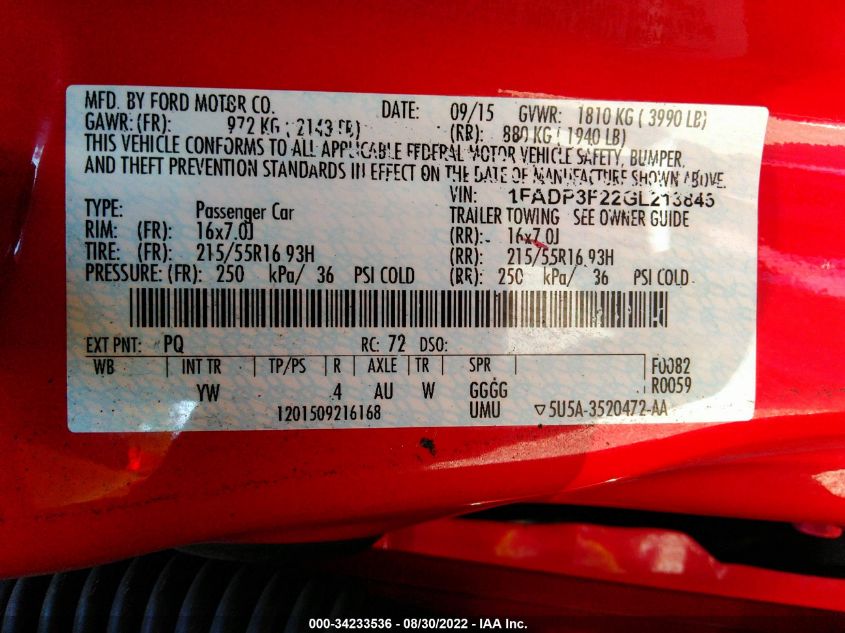 MFD. BY FORD MOTOR CO. DATE: 09/15 GVWR: 1810 KG ( 3990 LB)
GAWR: (FR): 972 KG ( 2143 LB) (RR): 880 KG ( 1940 LB)
THIS VEHICLE CONFORMS TO ALL APPLICABLE FEDERAL MOTOR VEHICLE SAFETY, BUMPER,
AND THEFT PREVENTION STANDARDS IN EFFECT ON THE DATE OF MANUFACTURE SHOWN ABOVE.
VIN:
TYPE: Passenger Car TRAILER TOWING SEE OWNER GUIDE
RIM: (FR): 16x7.0J (RR): 16x7.0J
TIRE: (FR): 215/55R16 93H (RR): 215/55R16 93H
PRESSURE: (FR): 250 kPa/ 36 PSI COLD (RR): 250 kPa/ 36 PSI COLD
EXT PNT: PQ RC: 72 DSO:
WB INT TR TP/PS R AXLE TR SPR F0082
YW 4 AU W GGGG R0059
1201509216168 UMU ▽5U5A-3520472-AA
000-34233536 - 08/30/2022 - IAA Inc.